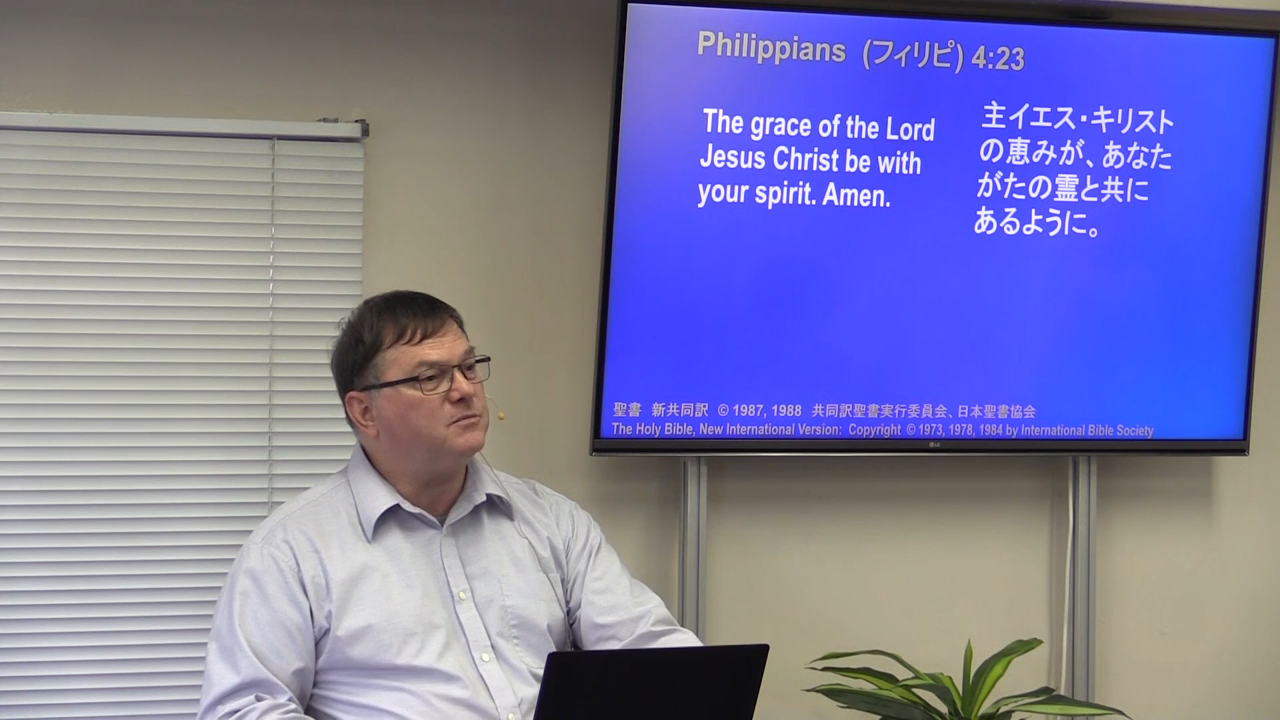 Philippians (フィリピ) 4:23
The grace of the Lord
Jesus Christ be with
your spirit. Amen.
主イエス・キリスト
の恵みが、あなた
がたの霊と共に
あるように。
聖書 新共同訳 © 1987, 1988 共同訳聖書実行委員会、日本聖書協会
The Holy Bible, New International Version: Copyright © 1973, 1978, 1984 by International Bible Society
LG